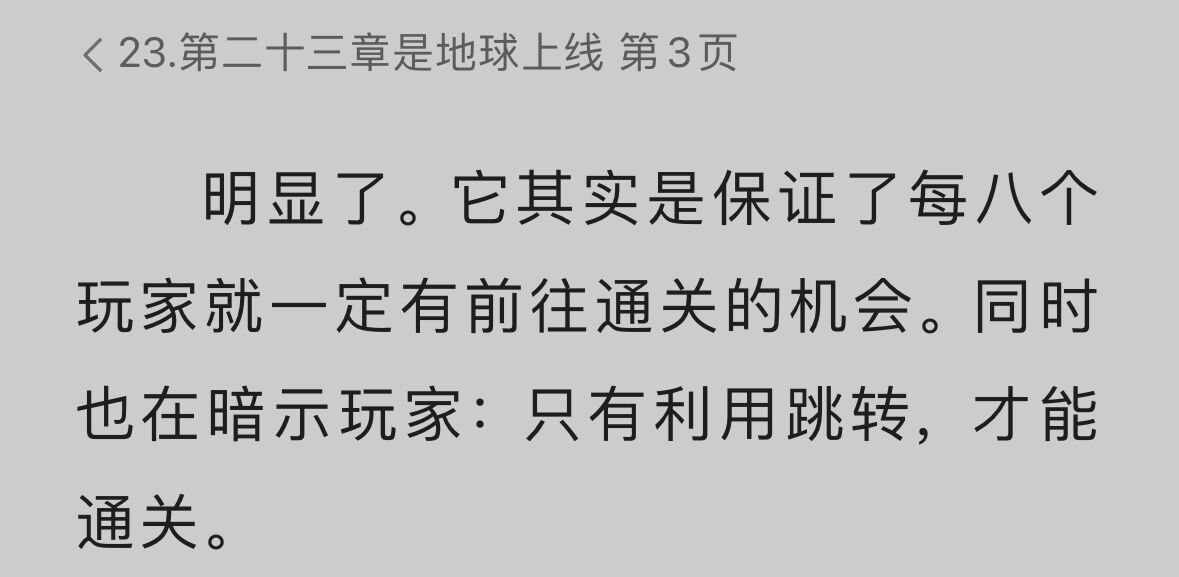 23.第二十三章是地球上线 第3页
明显了。它其实是保证了每八个
玩家就一定有前往通关的机会。同时
也在暗示玩家：只有利用跳转，才能
通关。